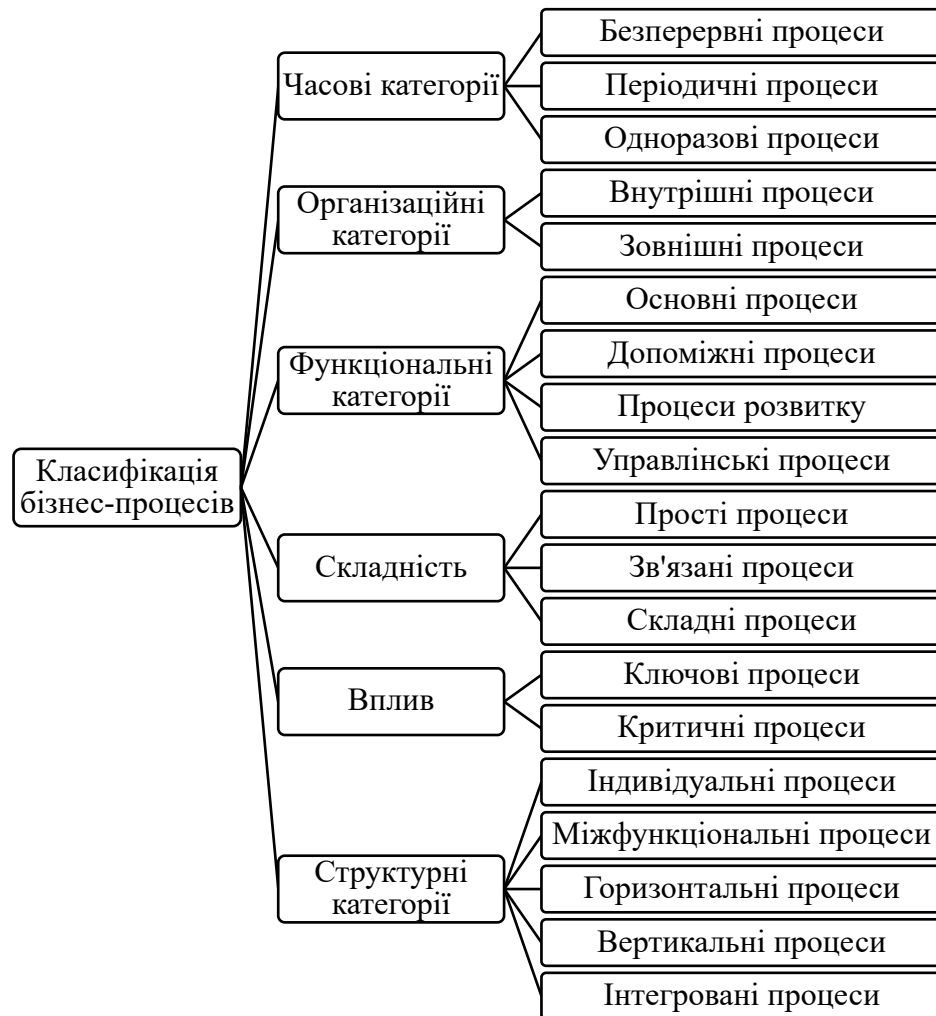 Класифікація
бізнес-процесів
Часові категорії
Безперервні процеси
Періодичні процеси
Одноразові процеси
Організаційні
категорії
Внутрішні процеси
Зовнішні процеси
Функціональні
категорії
Основні процеси
Допоміжні процеси
Процеси розвитку
Управлінські процеси
Складність
Прості процеси
Зв'язані процеси
Складні процеси
Вплив
Ключові процеси
Критичні процеси
Структурні
категорії
Індивідуальні процеси
Міжфункціональні процеси
Горизонтальні процеси
Вертикальні процеси
Інтегровані процеси